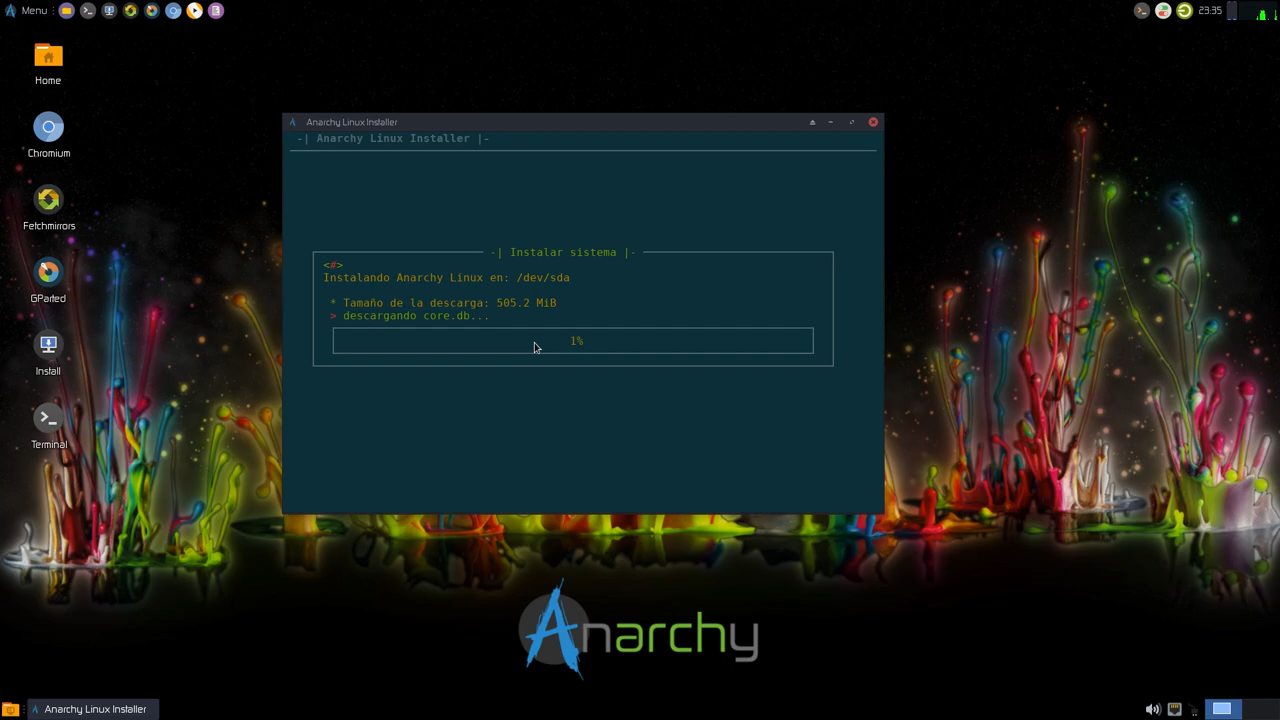 Menu
23:35
Home
Chromium
Fetchmirrors
GParted
Install
Terminal
Anarchy Linux Installer
-| Anarchy Linux Installer |-
-| Instalar sistema |-
<#>
Instalando Anarchy Linux en: /dev/sda
* Tamaño de la descarga: 505.2 MiB
> descargando core.db...
1%
Anarchy
Anarchy Linux Installer